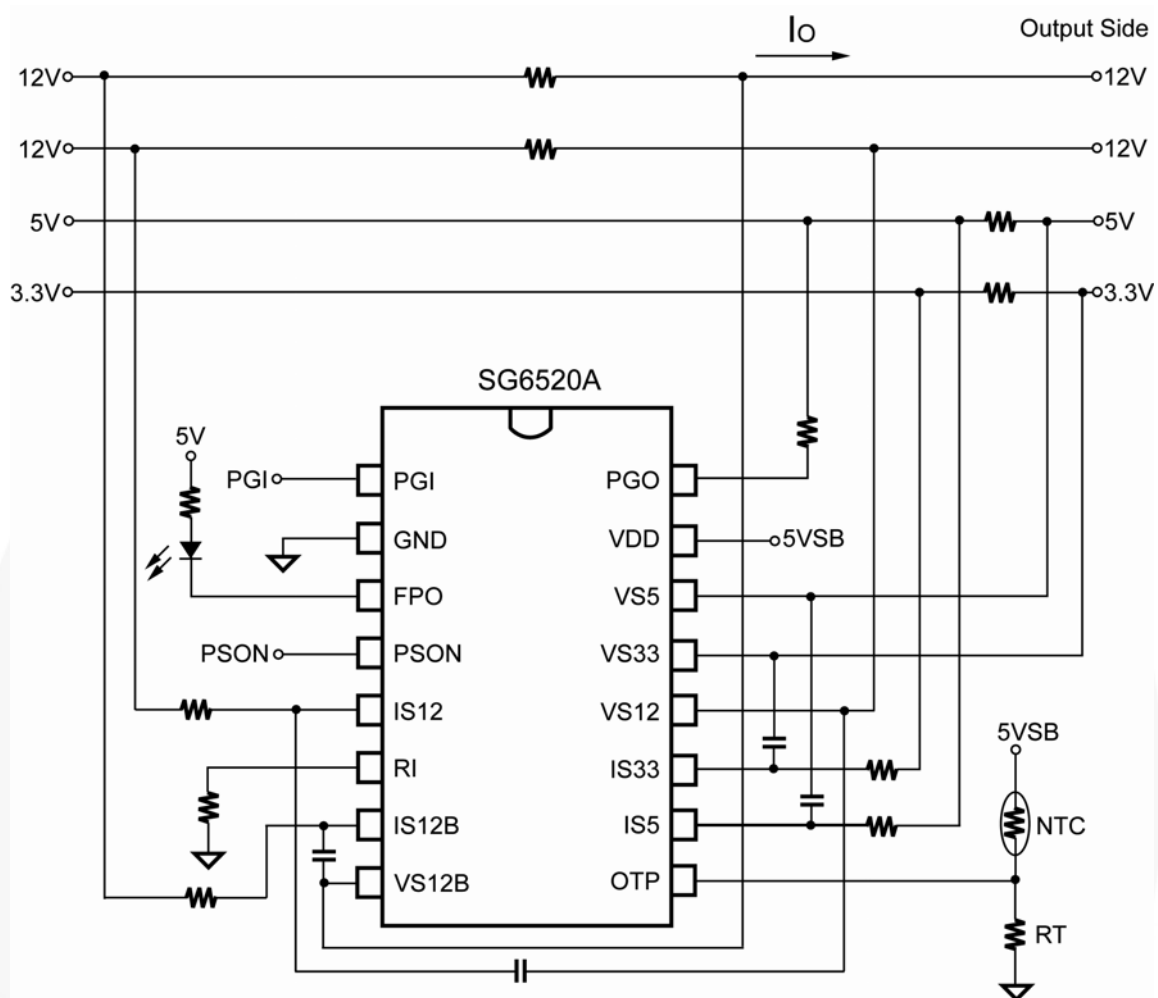 IO
Output Side
12V
12V
12V
12V
5V
5V
3.3V
3.3V
SG6520A
5V
PGI
PGI
PGO
GND
VDD
5VSB
FPO
VS5
PSON
PSON
VS33
IS12
VS12
5VSB
RI
IS33
IS12B
IS5
NTC
VS12B
OTP
RT